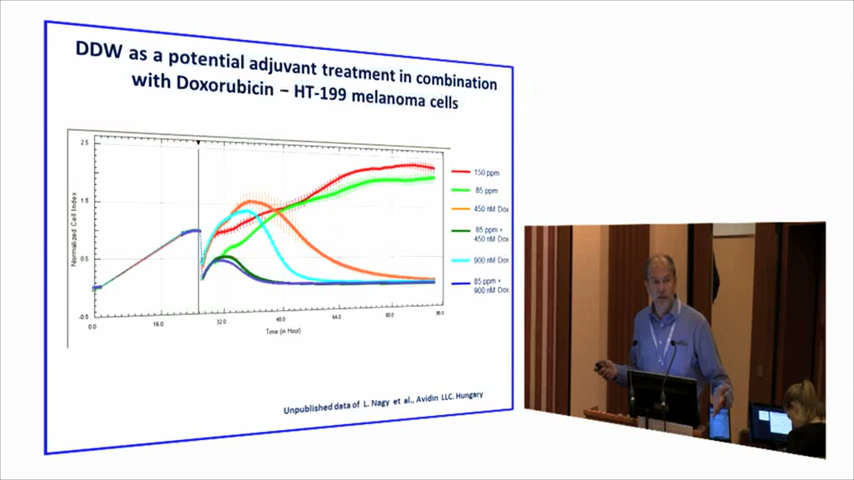 DDW as a potential adjuvant treatment in combination
with Doxorubicin – HT-199 melanoma cells
2.5
1.5
0.5
-0.5
Normalized Cell Index
0.0
16.0
32.0
48.0
64.0
80.0
Time (in Hour)
150 ppm
85 ppm
450 nM Dox
85 ppm +
450 nM Dox
900 nM Dox
85 ppm +
900 nM Dox
Unpublished data of L. Nagy et al., Avidin LLC. Hungary